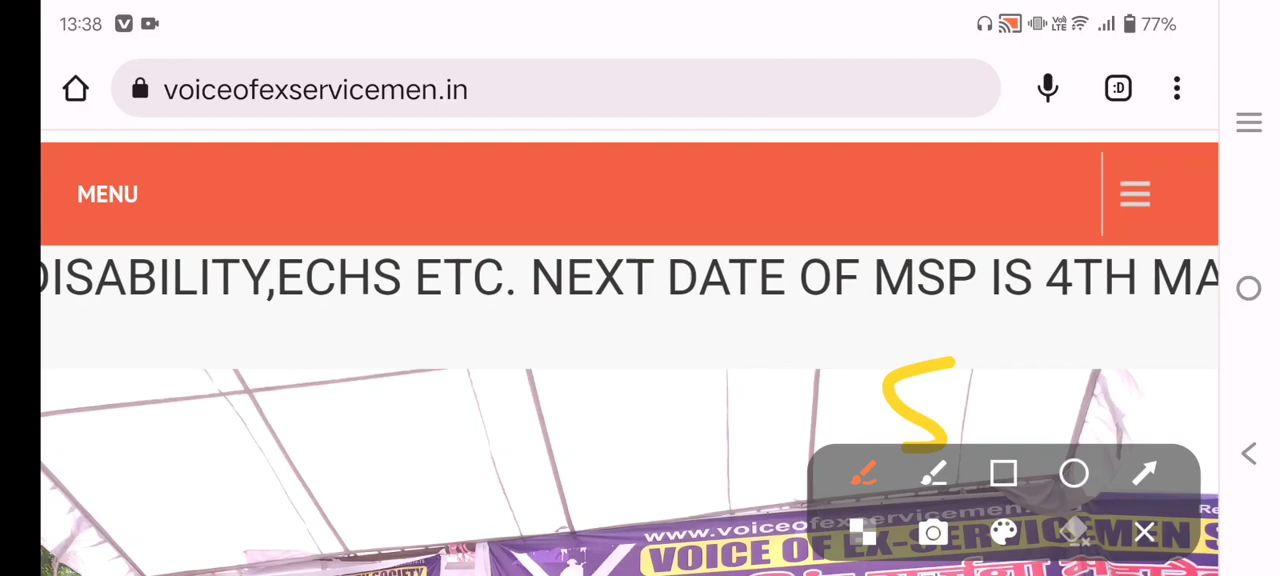 13:38 77%
voiceofexservicemen.in :D
MENU
DISABILITY,ECHS ETC. NEXT DATE OF MSP IS 4TH MA
S
www.voiceofexservicemen.
VOICE OF EX-SERVICEMEN S
SOCIETY